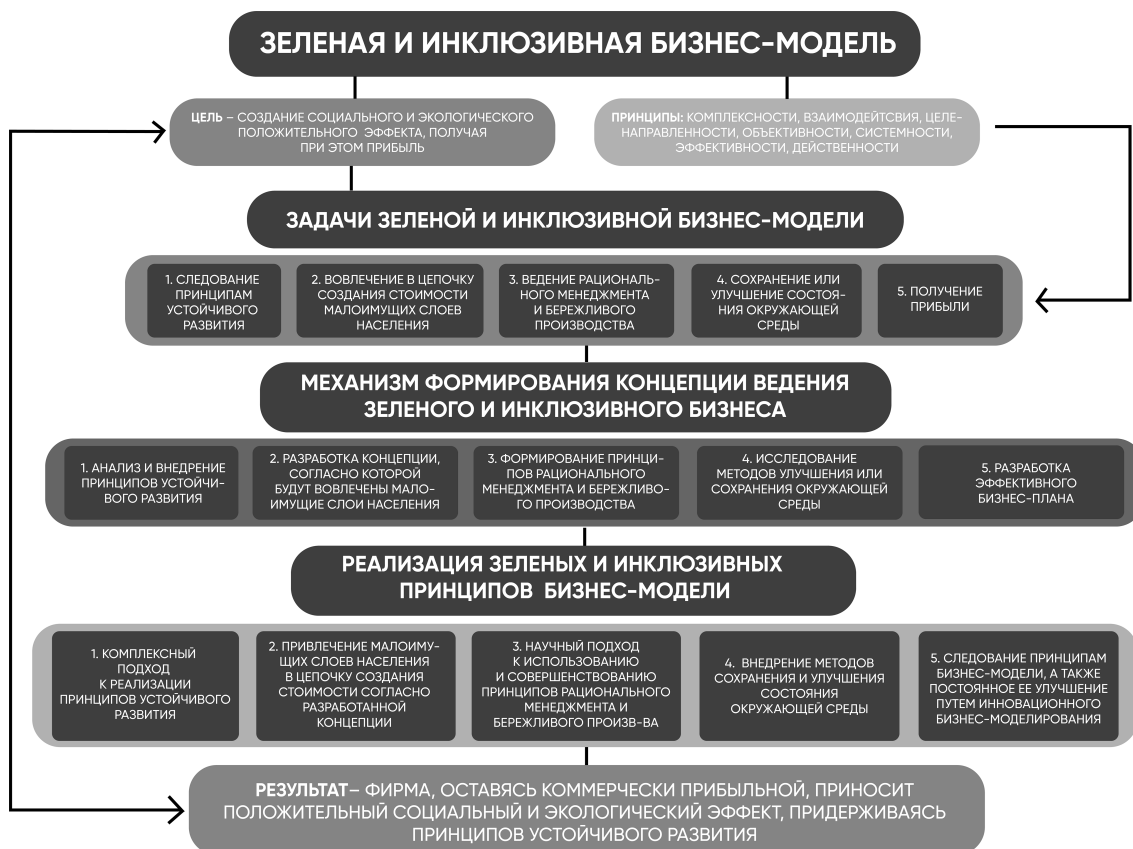 ЗЕЛЕНАЯ И ИНКЛЮЗИВНАЯ БИЗНЕС-МОДЕЛЬ
ЦЕЛЬ – СОЗДАНИЕ СОЦИАЛЬНОГО И ЭКОЛОГИЧЕСКОГО
ПОЛОЖИТЕЛЬНОГО ЭФФЕКТА, ПОЛУЧАЯ
ПРИ ЭТОМ ПРИБЫЛЬ
ПРИНЦИПЫ: КОМПЛЕКСНОСТИ, ВЗАИМОДЕЙТСВИЯ, ЦЕЛЕ-
НАПРАВЛЕННОСТИ, ОБЪЕКТИВНОСТИ, СИСТЕМНОСТИ,
ЭФФЕКТИВНОСТИ, ДЕЙСТВЕННОСТИ
ЗАДАЧИ ЗЕЛЕНОЙ И ИНКЛЮЗИВНОЙ БИЗНЕС-МОДЕЛИ
1. СЛЕДОВАНИЕ
ПРИНЦИПАМ
УСТОЙЧИВОГО
РАЗВИТИЯ
2. ВОВЛЕЧЕНИЕ В ЦЕПОЧКУ
СОЗДАНИЯ СТОИМОСТИ
МАЛОИМУЩИХ СЛОЕВ
НАСЕЛЕНИЯ
3. ВЕДЕНИЕ РАЦИОНАЛЬ-
НОГО МЕНЕДЖМЕНТА
И БЕРЕЖЛИВОГО
ПРОИЗВОДСТВА
4. СОХРАНЕНИЕ ИЛИ
УЛУЧШЕНИЕ СОСТОЯ-
НИЯ ОКРУЖАЮЩЕЙ
СРЕДЫ
5. ПОЛУЧЕНИЕ
ПРИБЫЛИ
МЕХАНИЗМ ФОРМИРОВАНИЯ КОНЦЕПЦИИ ВЕДЕНИЯ
ЗЕЛЕНОГО И ИНКЛЮЗИВНОГО БИЗНЕСА
1. АНАЛИЗ И ВНЕДРЕНИЕ
ПРИНЦИПОВ УСТОЙЧИ-
ВОГО РАЗВИТИЯ
2. РАЗРАБОТКА КОНЦЕПЦИИ,
СОГЛАСНО КОТОРОЙ
БУДУТ ВОВЛЕЧЕНЫ МАЛО-
ИМУЩИЕ СЛОИ НАСЕЛЕНИЯ
3. ФОРМИРОВАНИЕ ПРИНЦИ-
ПОВ РАЦИОНАЛЬНОГО
МЕНЕДЖМЕНТА И БЕРЕЖЛИВО-
ГО ПРОИЗВОДСТВА
4. ИССЛЕДОВАНИЕ
МЕТОДОВ УЛУЧШЕНИЯ ИЛИ
СОХРАНЕНИЯ ОКРУЖАЮЩЕЙ
СРЕДЫ
5. РАЗРАБОТКА
ЭФФЕКТИВНОГО
БИЗНЕС-ПЛАНА
РЕАЛИЗАЦИЯ ЗЕЛЕНЫХ И ИНКЛЮЗИВНЫХ
ПРИНЦИПОВ БИЗНЕС-МОДЕЛИ
1. КОМПЛЕКСНЫЙ
ПОДХОД
К РЕАЛИЗАЦИИ
ПРИНЦИПОВ УСТОЙЧИВОГО
РАЗВИТИЯ
2. ПРИВЛЕЧЕНИЕ МАЛОИМУ-
ЩИХ СЛОЕВ НАСЕЛЕНИЯ
В ЦЕПОЧКУ СОЗДАНИЯ
СТОИМОСТИ СОГЛАСНО
РАЗРАБОТАННОЙ
КОНЦЕПЦИИ
3. НАУЧНЫЙ ПОДХОД
К ИСПОЛЬЗОВАНИЮ
И СОВЕРШЕНСТВОВАНИЮ
ПРИНЦИПОВ РАЦИОНАЛЬНОГО
МЕНЕДЖМЕНТА И
БЕРЕЖЛИВОГО ПРОИЗВ-ВА
4. ВНЕДРЕНИЕ МЕТОДОВ
СОХРАНЕНИЯ И УЛУЧШЕНИЯ
СОСТОЯНИЯ
ОКРУЖАЮЩЕЙ СРЕДЫ
5. СЛЕДОВАНИЕ ПРИНЦИПАМ
БИЗНЕС-МОДЕЛИ, А ТАКЖЕ
ПОСТОЯННОЕ ЕЕ УЛУЧШЕНИЕ
ПУТЕМ ИННОВАЦИОННОГО
БИЗНЕС-МОДЕЛИРОВАНИЯ
РЕЗУЛЬТАТ– ФИРМА, ОСТАВЯСЬ КОММЕРЧЕСКИ ПРИБЫЛЬНОЙ, ПРИНОСИТ
ПОЛОЖИТЕЛЬНЫЙ СОЦИАЛЬНЫЙ И ЭКОЛОГИЧЕСКИЙ ЭФФЕКТ, ПРИДЕРЖИВАЯСЬ
ПРИНЦИПОВ УСТОЙЧИВОГО РАЗВИТИЯ